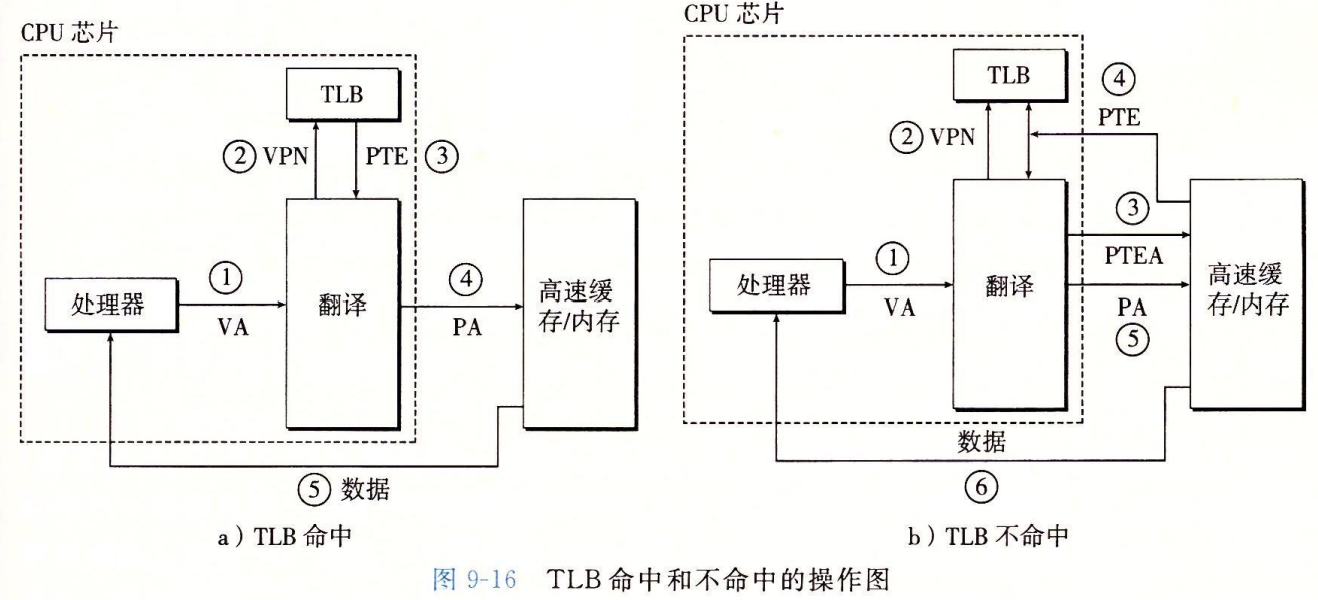 CPU 芯片
TLB
② VPN
PTE ③
处理器
①
VA
翻译
④
PA
高速缓
存/内存
⑤ 数据
a) TLB 命中
CPU 芯片
TLB
④
PTE
② VPN
③
PTEA
处理器
①
VA
翻译
PA
⑤
高速缓
存/内存
数据
⑥
b) TLB 不命中
图 9-16 TLB 命中和不命中的操作图